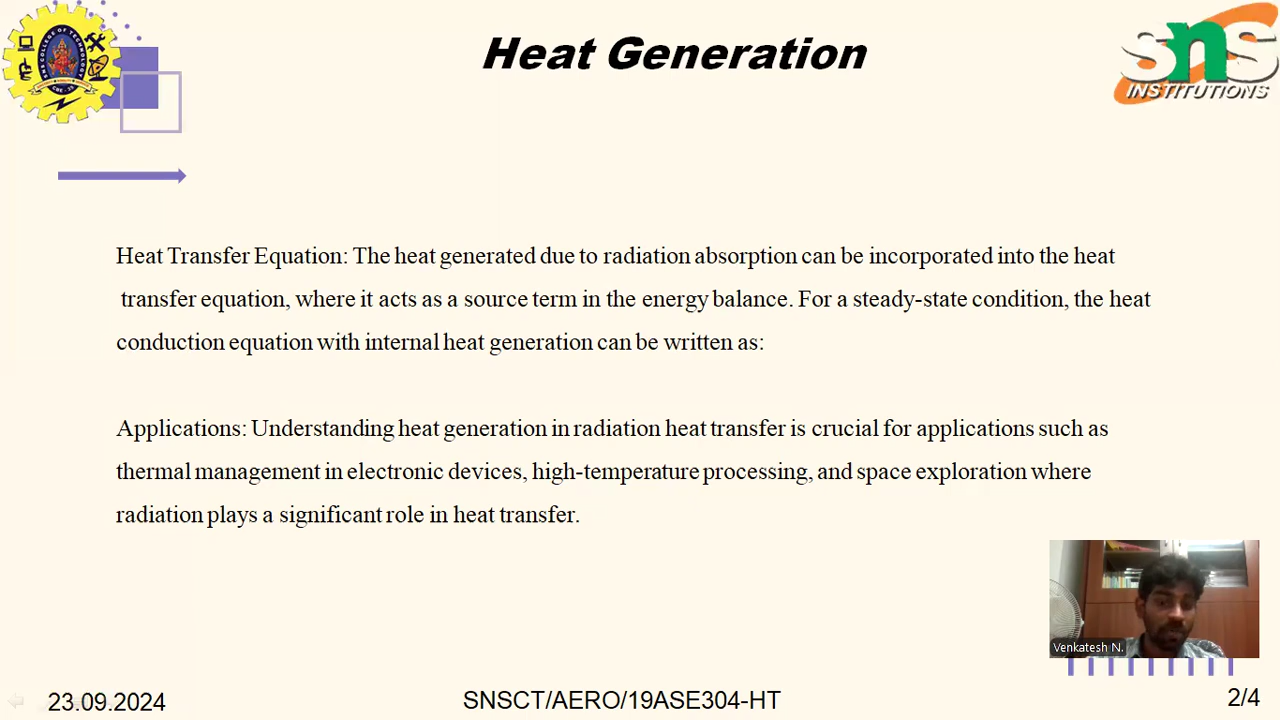 Heat Generation
SNS
INSTITUTIONS
Heat Transfer Equation: The heat generated due to radiation absorption can be incorporated into the heat
transfer equation, where it acts as a source term in the energy balance. For a steady-state condition, the heat
conduction equation with internal heat generation can be written as:
Applications: Understanding heat generation in radiation heat transfer is crucial for applications such as
thermal management in electronic devices, high-temperature processing, and space exploration where
radiation plays a significant role in heat transfer.
Venkatesh N.
23.09.2024
SNSCT/AERO/19ASE304-HT
2/4